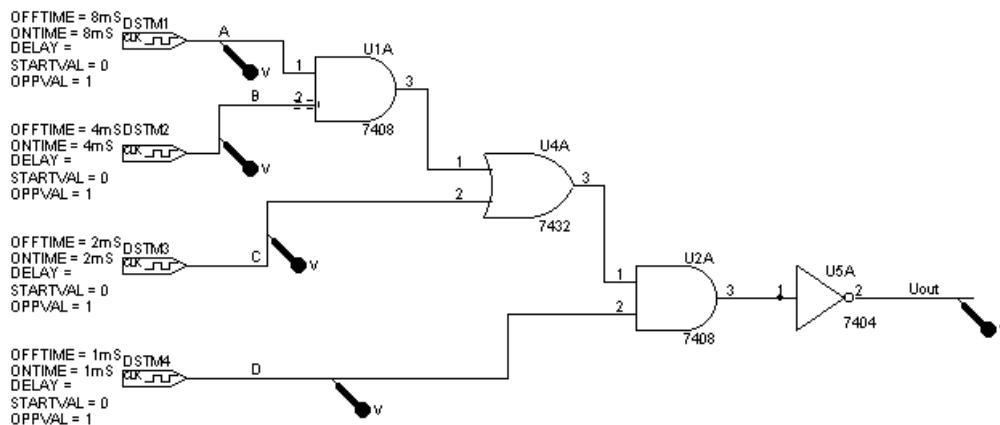 OFFTIME = 8mS DSTM1
ONTIME = 8mS CLK
DELAY =
STARTVAL = 0
OPPVAL = 1
A
V
U1A
1
2
3
7408
B
OFFTIME = 4mS DSTM2
ONTIME = 4mS CLK
DELAY =
STARTVAL = 0
OPPVAL = 1
V
U4A
1
2
3
7432
OFFTIME = 2mS DSTM3
ONTIME = 2mS CLK
DELAY =
STARTVAL = 0
OPPVAL = 1
C
V
U2A
1
2
3
7408
U5A
1
2
7404
Uout
OFFTIME = 1mS DSTM4
ONTIME = 1mS CLK
DELAY =
STARTVAL = 0
OPPVAL = 1
D
V